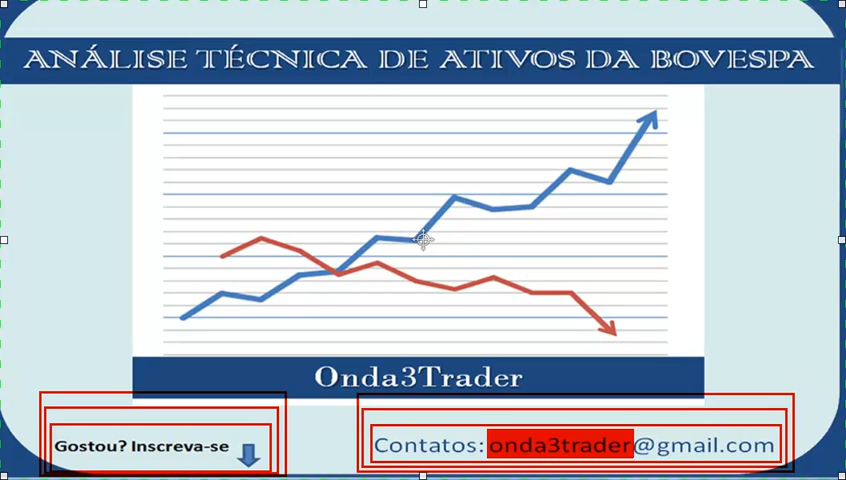 ANÁLISE TÉCNICA DE ATIVOS DA BOVESPA
Onda3Trader
Gostou? Inscreva-se
Contatos: onda3trader@gmail.com